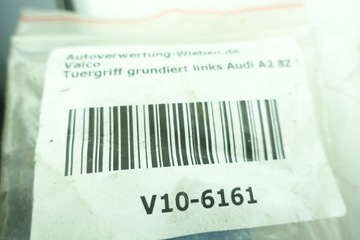 Autoverwertung-Wieben.de
Vaico
Tuergriff grundiert links Audi A2 8Z
V10-6161